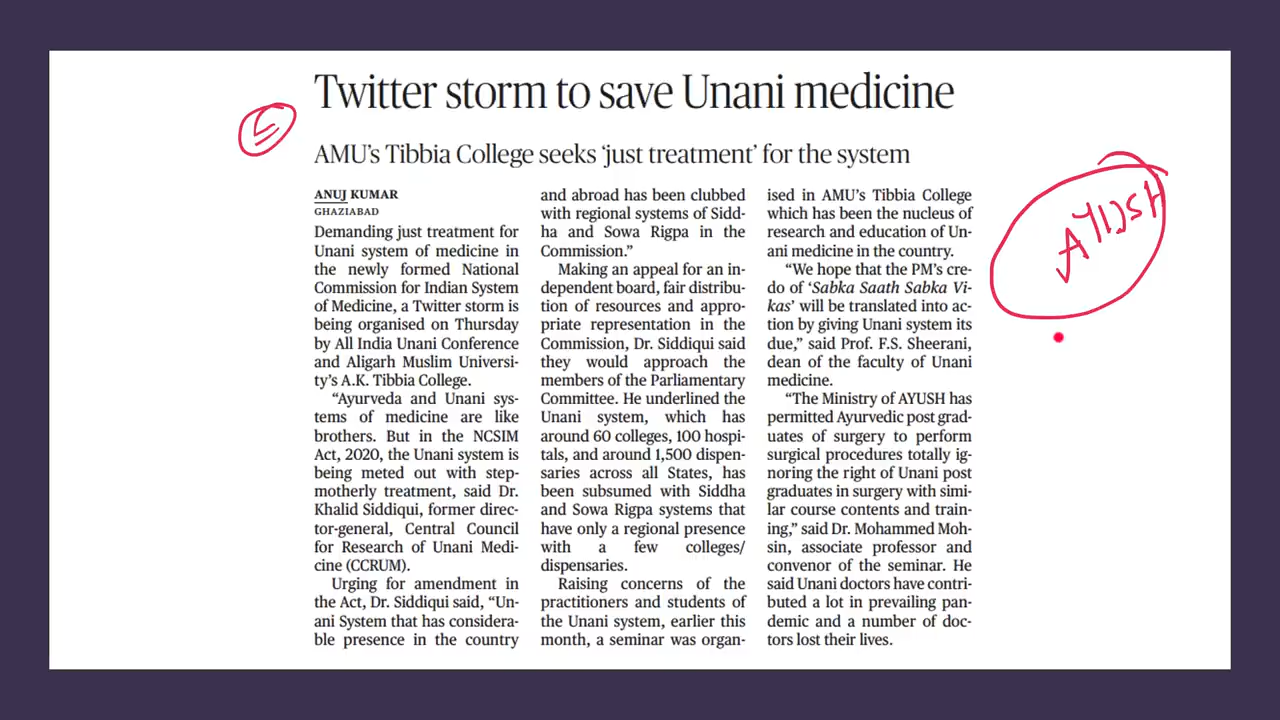 Twitter storm to save Unani medicine
AMU's Tibbia College seeks 'just treatment' for the system
ANUJ KUMAR
GHAZIABAD
Demanding just treatment for
Unani system of medicine in
the newly formed National
Commission for Indian System
of Medicine, a Twitter storm is
being organised on Thursday
by All India Unani Conference
and Aligarh Muslim Universi-
ty's A.K. Tibbia College.
"Ayurveda and Unani sys-
tems of medicine are like
brothers. But in the NCSIM
Act, 2020, the Unani system is
being meted out with step-
motherly treatment, said Dr.
Khalid Siddiqui, former direc-
tor-general, Central Council
for Research of Unani Medi-
cine (CCRUM).
Urging for amendment in
the Act, Dr. Siddiqui said, "Un-
ani System that has considera-
ble presence in the country
and abroad has been clubbed
with regional systems of Sidd-
ha and Sowa Rigpa in the
Commission."
Making an appeal for an in-
dependent board, fair distribu-
tion of resources and appro-
priate representation in the
Commission, Dr. Siddiqui said
they would approach the
members of the Parliamentary
Committee. He underlined the
Unani system, which has
around 60 colleges, 100 hospi-
tals, and around 1,500 dispen-
saries across all States, has
been subsumed with Siddha
and Sowa Rigpa systems that
have only a regional presence
with a few colleges/
dispensaries.
Raising concerns of the
practitioners and students of
the Unani system, earlier this
month, a seminar was organ-
ised in AMU's Tibbia College
which has been the nucleus of
research and education of Un-
ani medicine in the country.
"We hope that the PM's cre-
do of 'Sabka Saath Sabka Vi-
kas' will be translated into ac-
tion by giving Unani system its
due," said Prof. F.S. Sheerani,
dean of the faculty of Unani
medicine.
"The Ministry of AYUSH has
permitted Ayurvedic post grad-
uates of surgery to perform
surgical procedures totally ig-
noring the right of Unani post
graduates in surgery with simi-
lar course contents and train-
ing," said Dr. Mohammed Moh-
sin, associate professor and
convenor of the seminar. He
said Unani doctors have contri-
buted a lot in prevailing pan-
demic and a number of doc-
tors lost their lives.
AYUSH